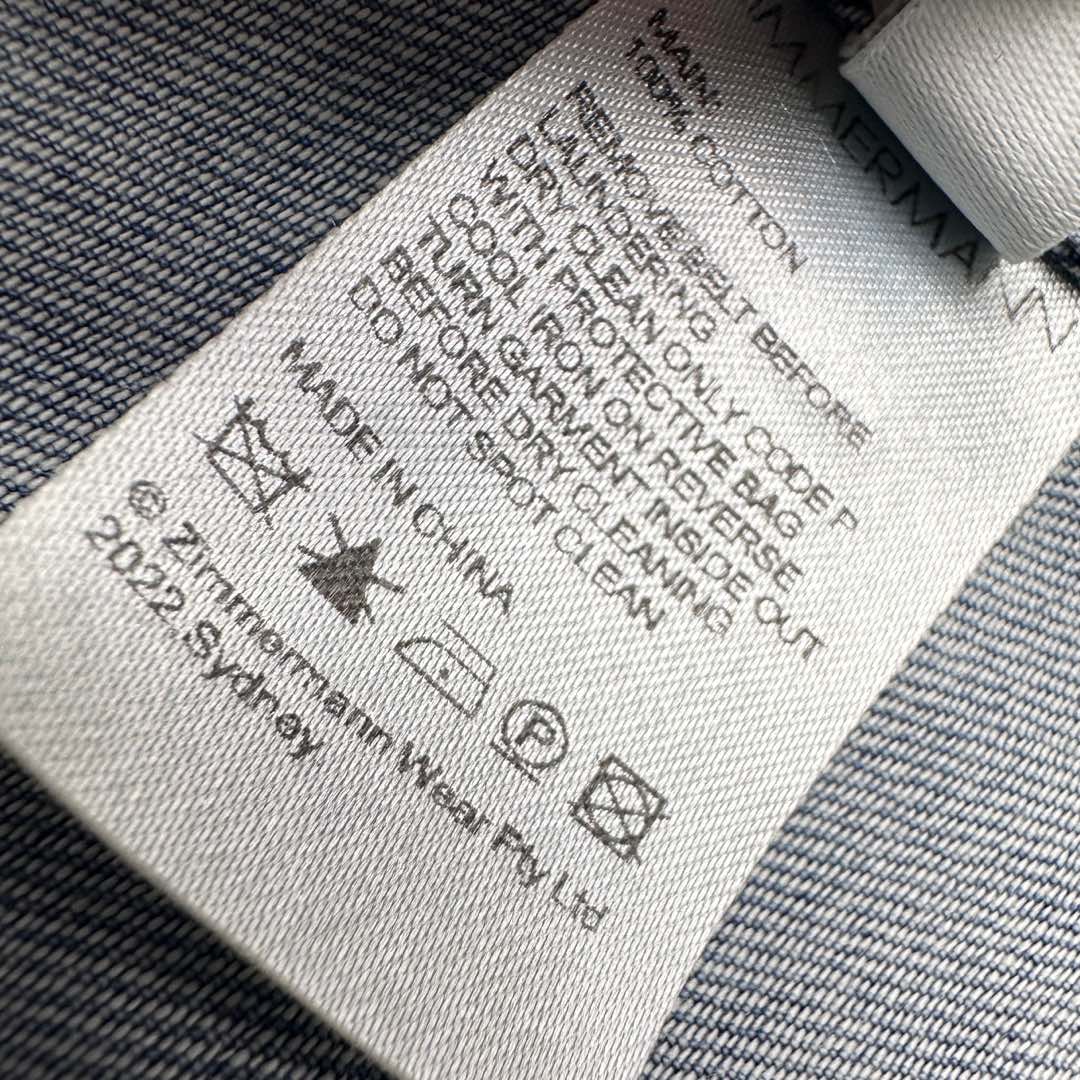 MAIN:
100% COTTON
REMOVE BELT BEFORE
LAUNDERING
DRY CLEAN ONLY CODE P
WITH PROTECTIVE BAG
COOL IRON ON REVERSE
TURN GARMENT INSIDE OUT
BEFORE DRY CLEANING
DO NOT SPOT CLEAN
MADE IN CHINA
P
© Zimmermann Wear Pty Ltd
2022.Sydney